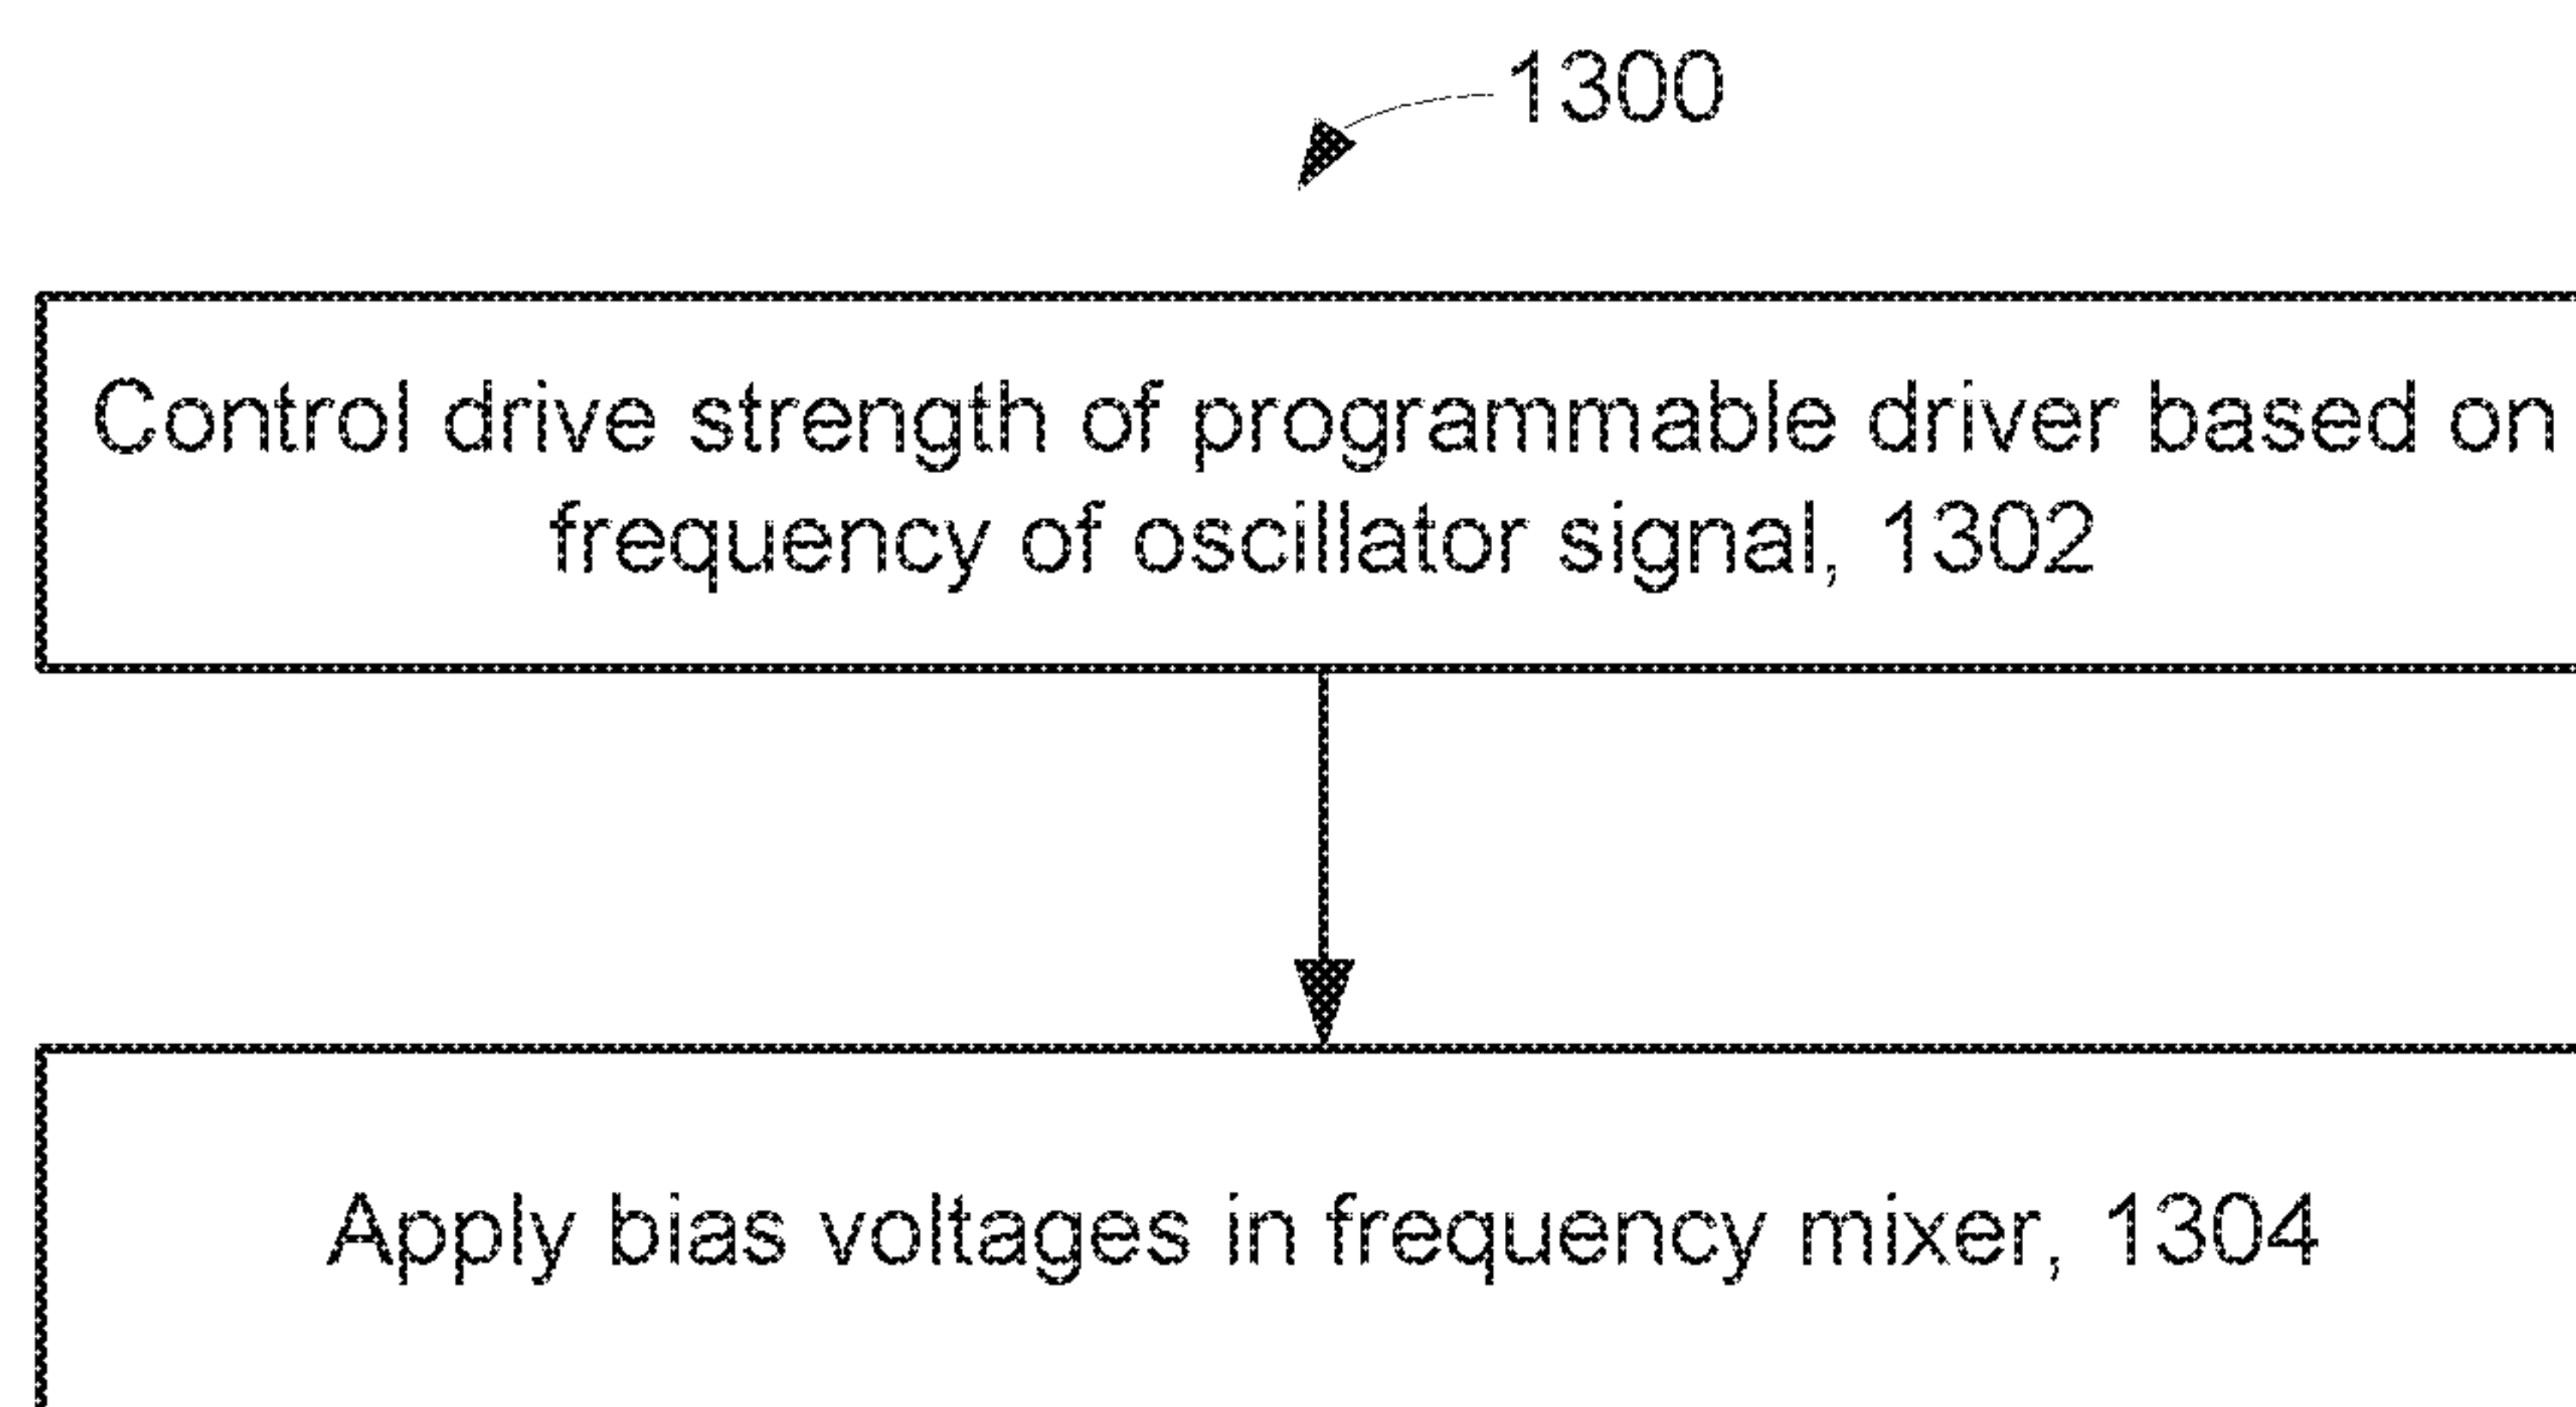 1300
Control drive strength of programmable driver based on
frequency of oscillator signal, 1302
Apply bias voltages in frequency mixer, 1304